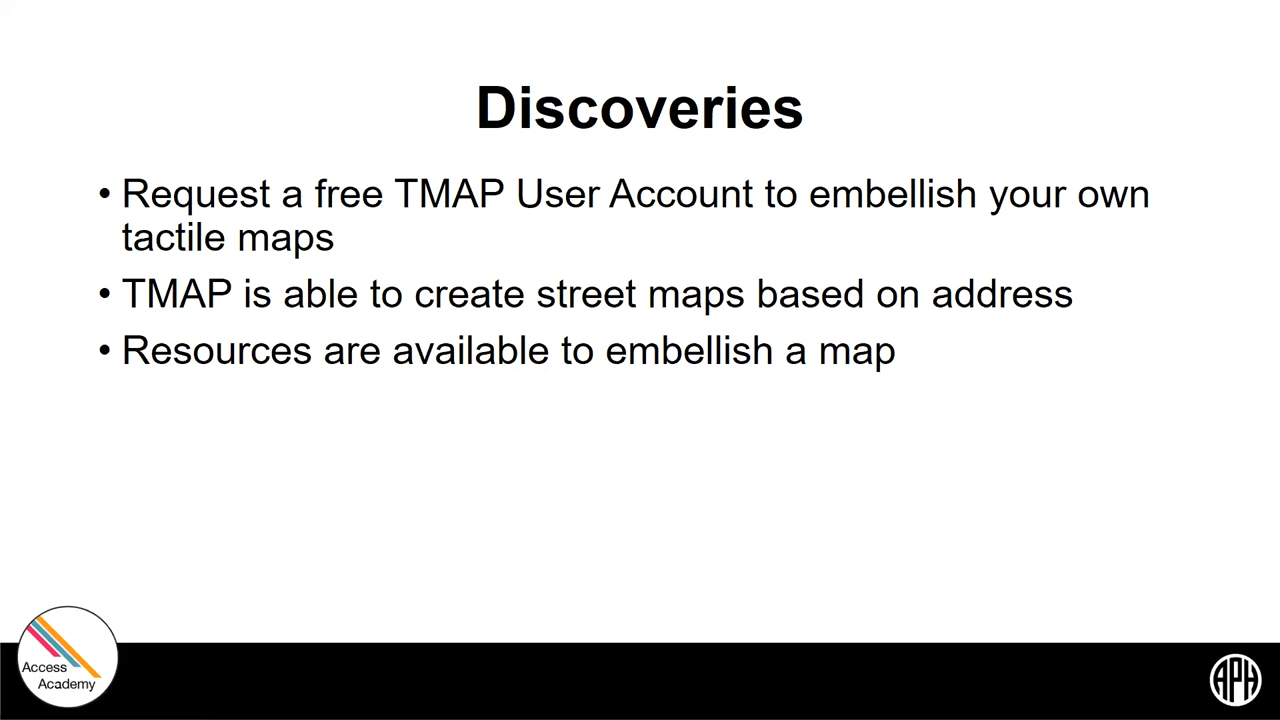 Discoveries
• Request a free TMAP User Account to embellish your own
tactile maps
• TMAP is able to create street maps based on address
• Resources are available to embellish a map
Access
Academy
APH